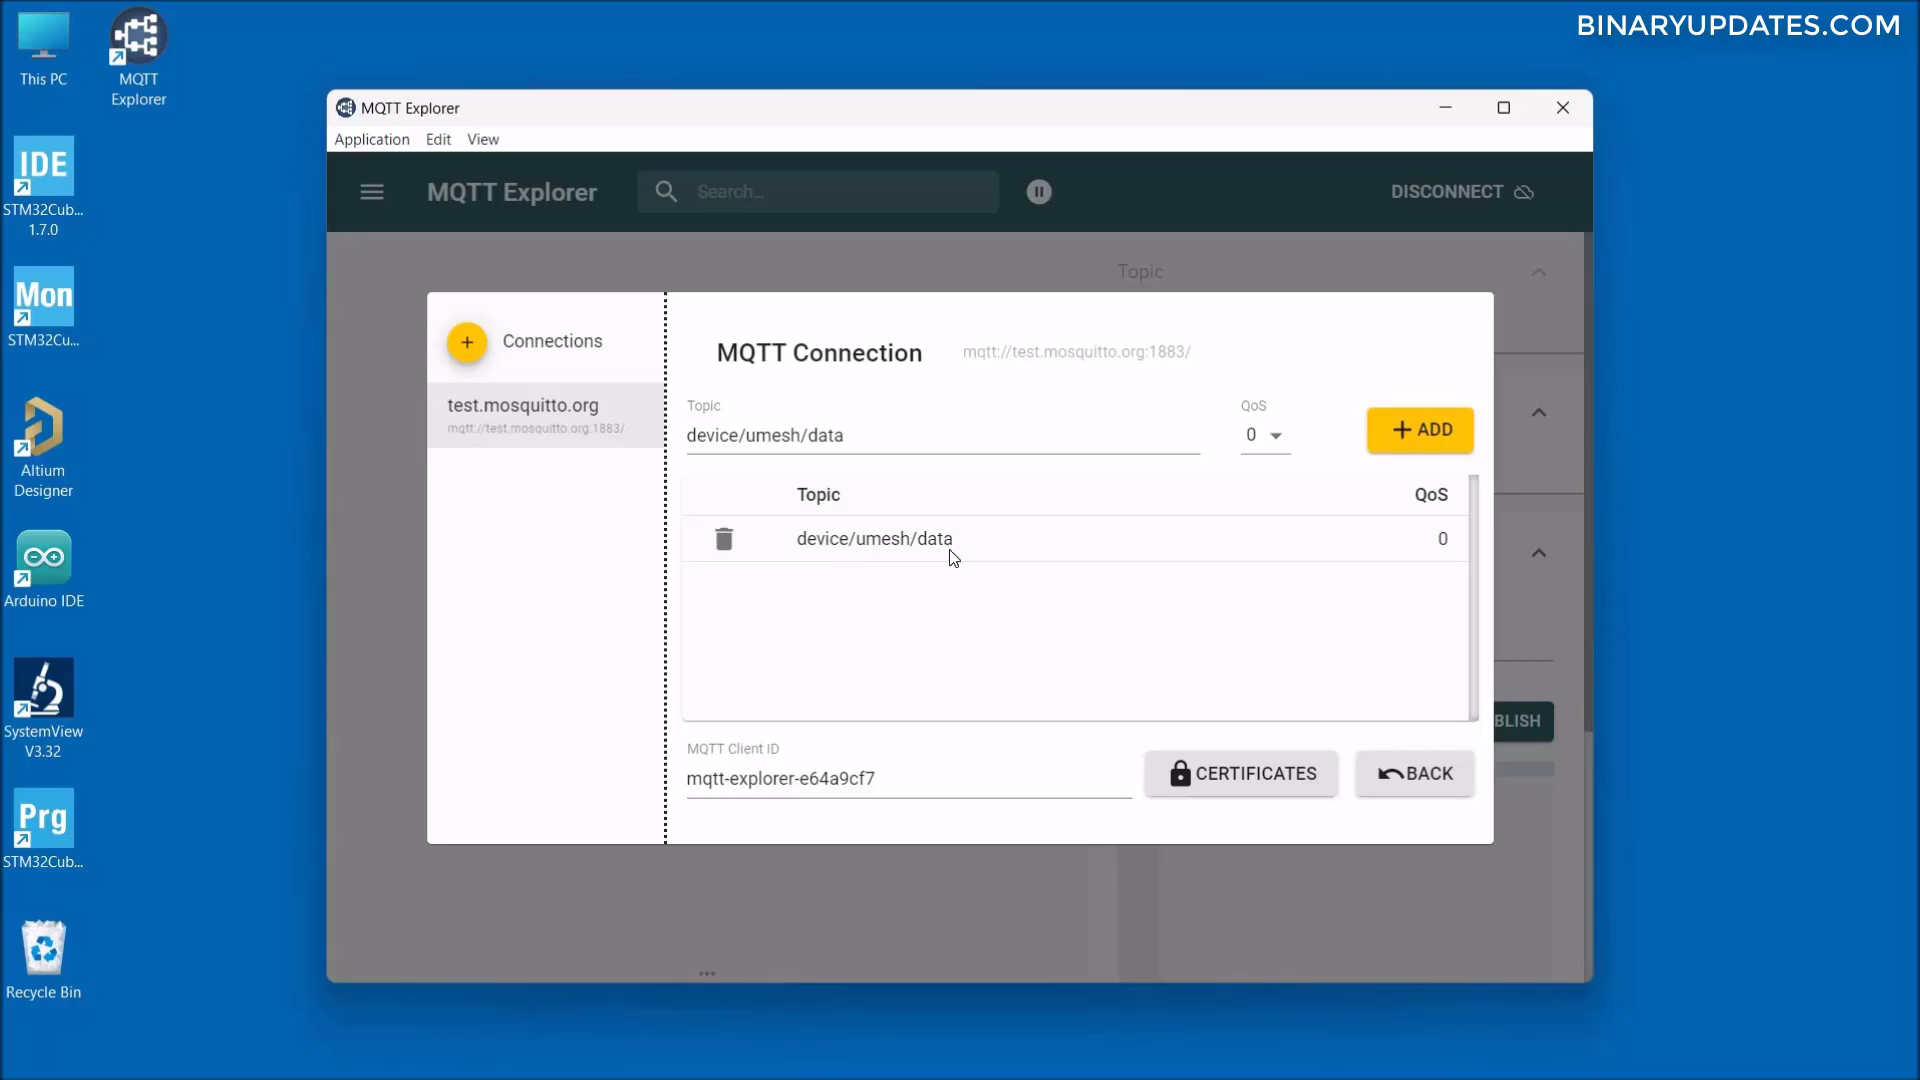 BINARYUPDATES.COM
This PC
MQTT
Explorer
IDE
STM32Cub...
1.7.0
Mon
STM32Cu...
Altium
Designer
Arduino IDE
SystemView
V3.32
Prg
STM32Cub...
Recycle Bin
MQTT Explorer
Application Edit View
MQTT Explorer
Search...
DISCONNECT
Topic
+ Connections
test.mosquitto.org
mqtt://test.mosquitto.org:1883/
MQTT Connection mqtt://test.mosquitto.org:1883/
Topic QoS
device/umesh/data 0
+ ADD
Topic QoS
device/umesh/data 0
BLISH
MQTT Client ID
mqtt-explorer-e64a9cf7
CERTIFICATES
BACK
...